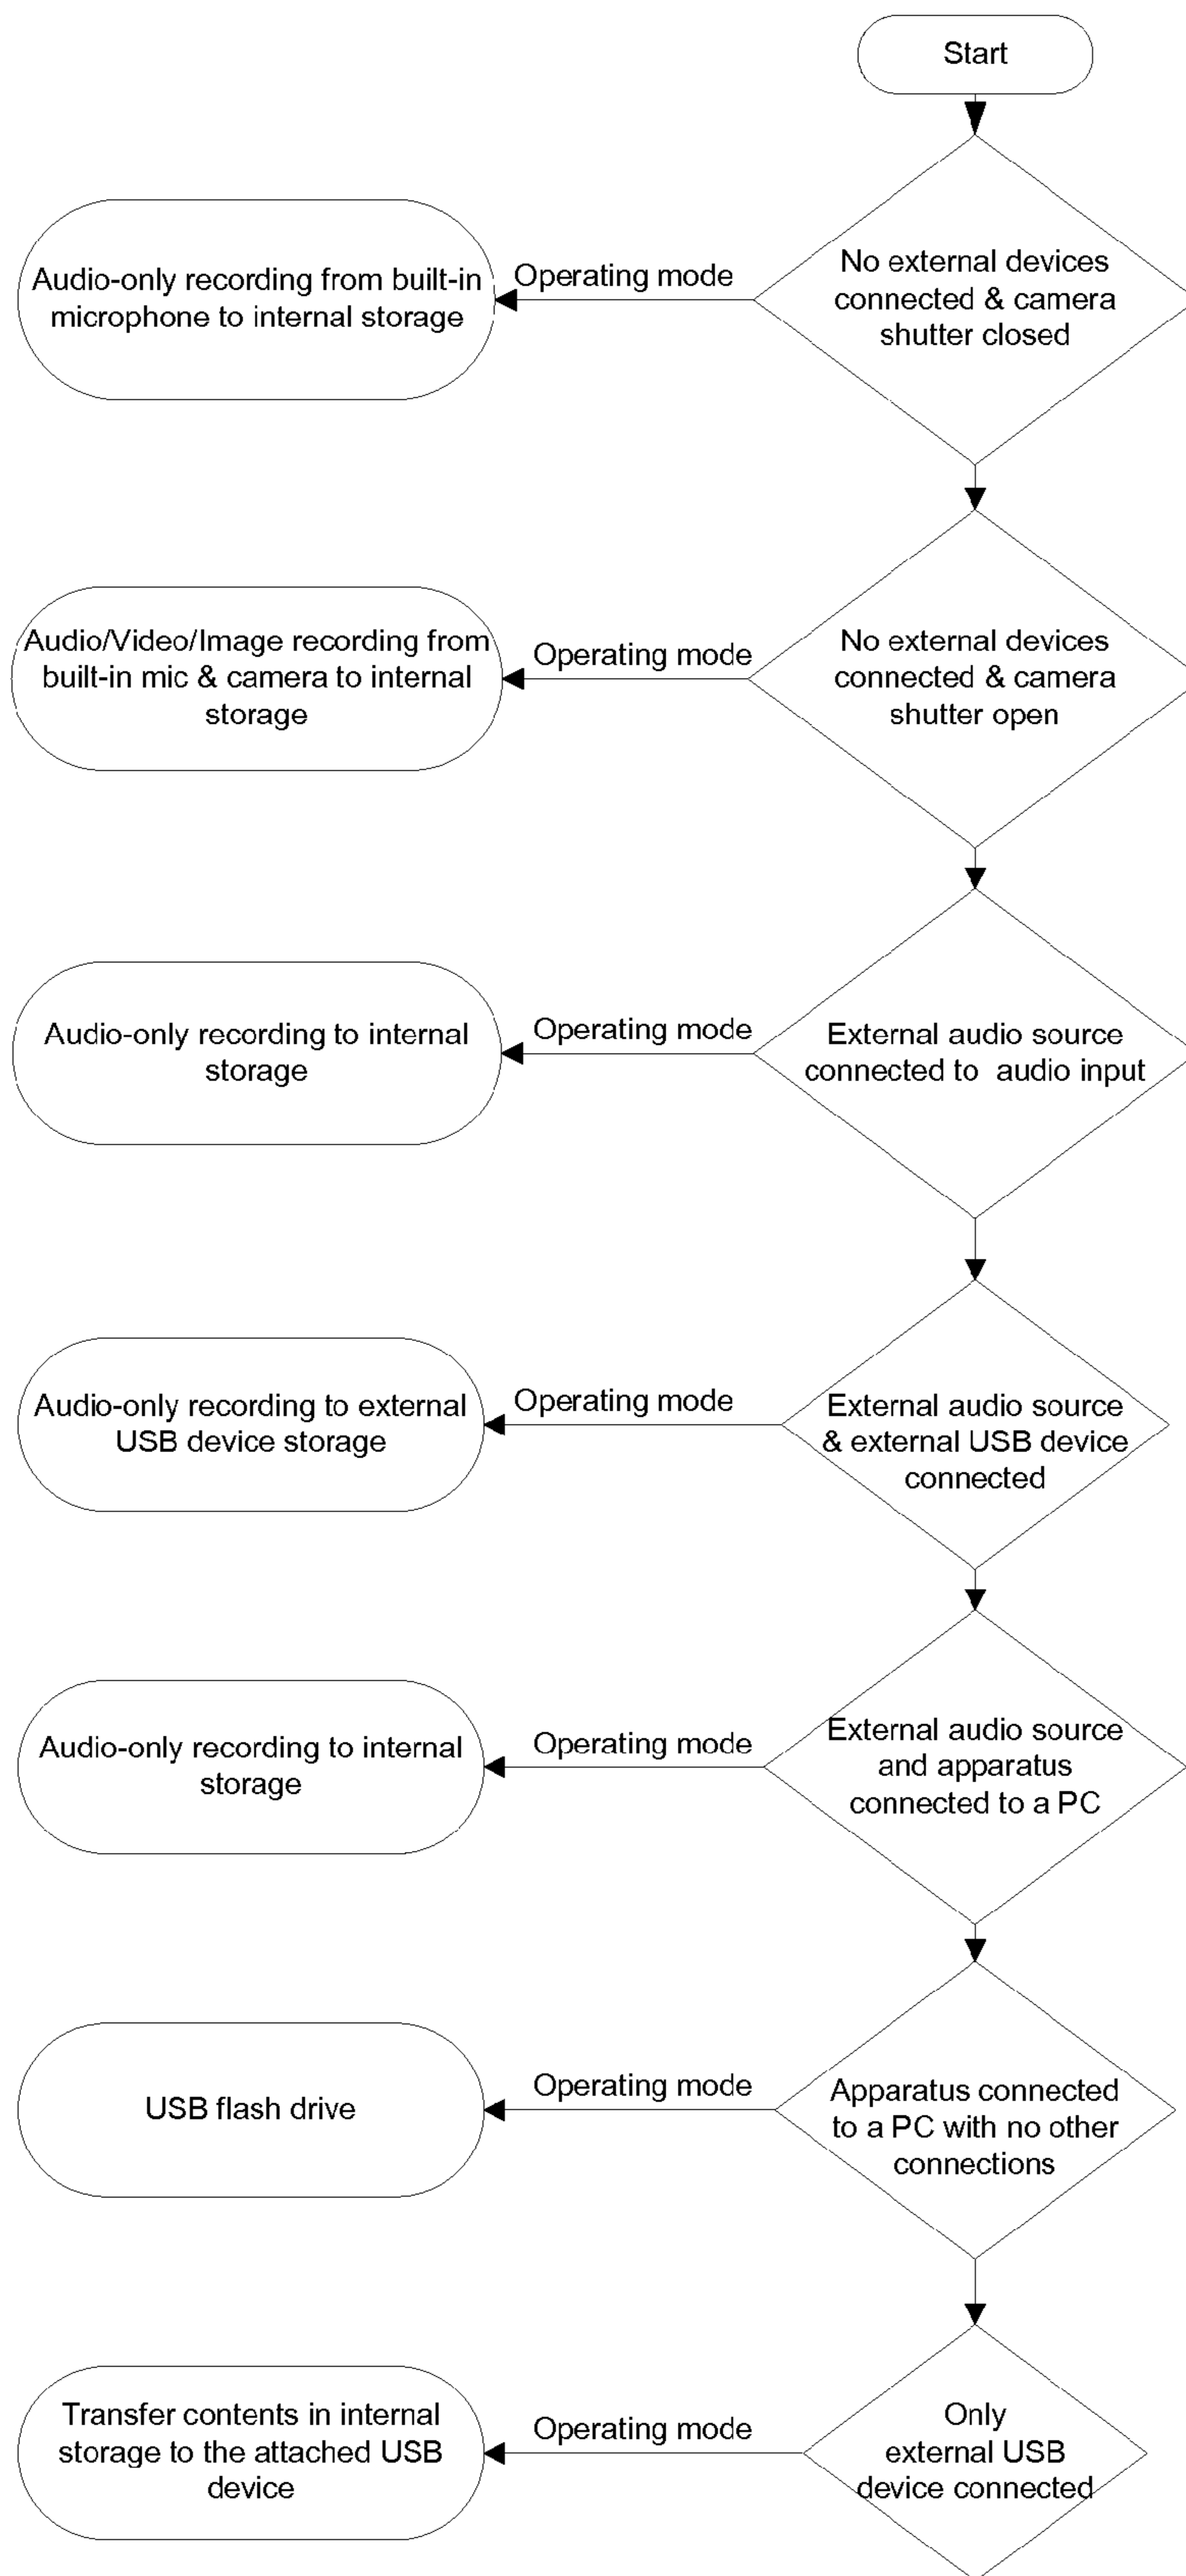 Start
No external devices
connected & camera
shutter closed
Operating mode
Audio-only recording from built-in
microphone to internal storage
No external devices
connected & camera
shutter open
Operating mode
Audio/Video/Image recording from
built-in mic & camera to internal
storage
External audio source
connected to audio input
Operating mode
Audio-only recording to internal
storage
External audio source
& external USB device
connected
Operating mode
Audio-only recording to external
USB device storage
External audio source
and apparatus
connected to a PC
Operating mode
Audio-only recording to internal
storage
Apparatus connected
to a PC with no other
connections
Operating mode
USB flash drive
Only
external USB
device connected
Operating mode
Transfer contents in internal
storage to the attached USB
device